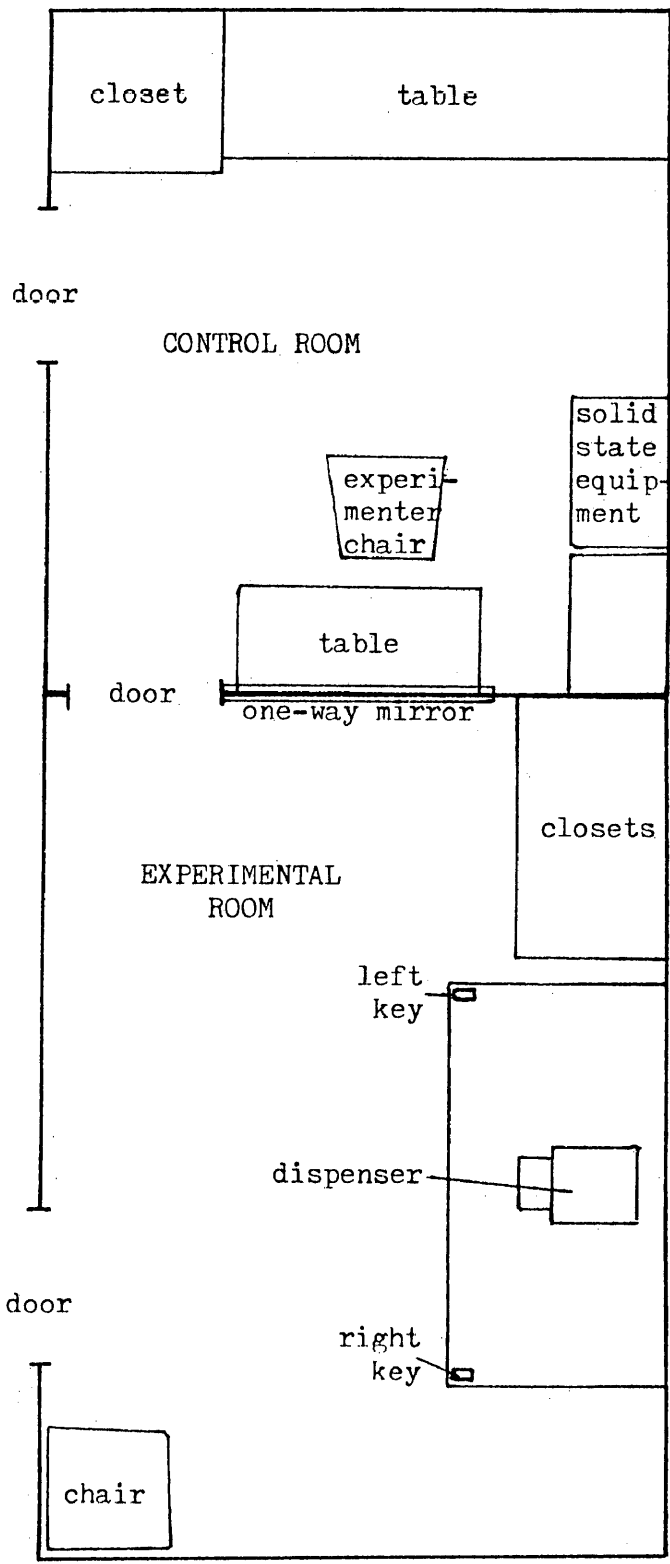 closet
table
door
CONTROL ROOM
solid
state
equip-
ment
experi-
menter
chair
table
door
one-way mirror
closets
EXPERIMENTAL
ROOM
left
key
dispenser
door
right
key
chair